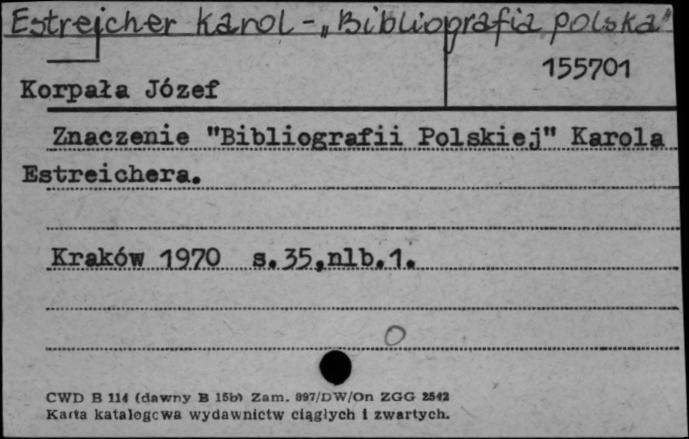 Estrejcher Karol - „Bibliografia polska"
155701
Korpała Józef
Znaczenie "Bibliografii Polskiej" Karola
Estreichera.
Kraków 1970 s.35,nlb.1.
CWD B 114 (dawny B 15b) Zam. 897/DW/On ZGG 2542
Karta katalogowa wydawnictw ciągłych i zwartych.